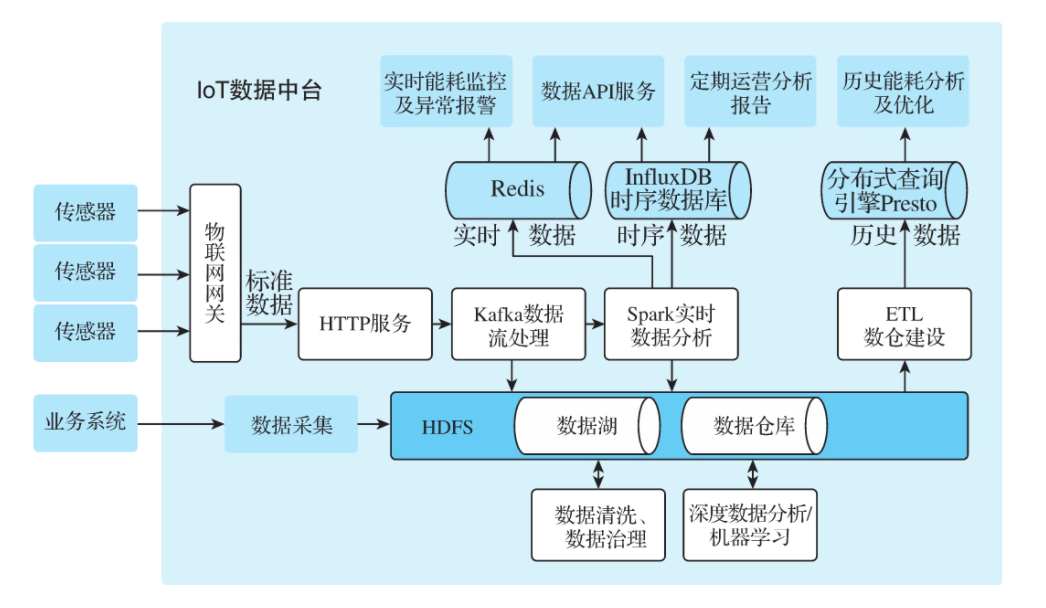 IoT数据中台
实时能耗监控
及异常报警
数据API服务
定期运营分析
报告
历史能耗分析
及优化
Redis
InfluxDB
时序数据库
分布式查询
引擎Presto
实时 数据
时序 数据
历史 数据
传感器
传感器
传感器
物
联
网
网
关
标准
数据
HTTP服务
Kafka数据
流处理
Spark实时
数据分析
ETL
数仓建设
业务系统
数据采集
HDFS
数据湖
数据仓库
数据清洗、
数据治理
深度数据分析/
机器学习